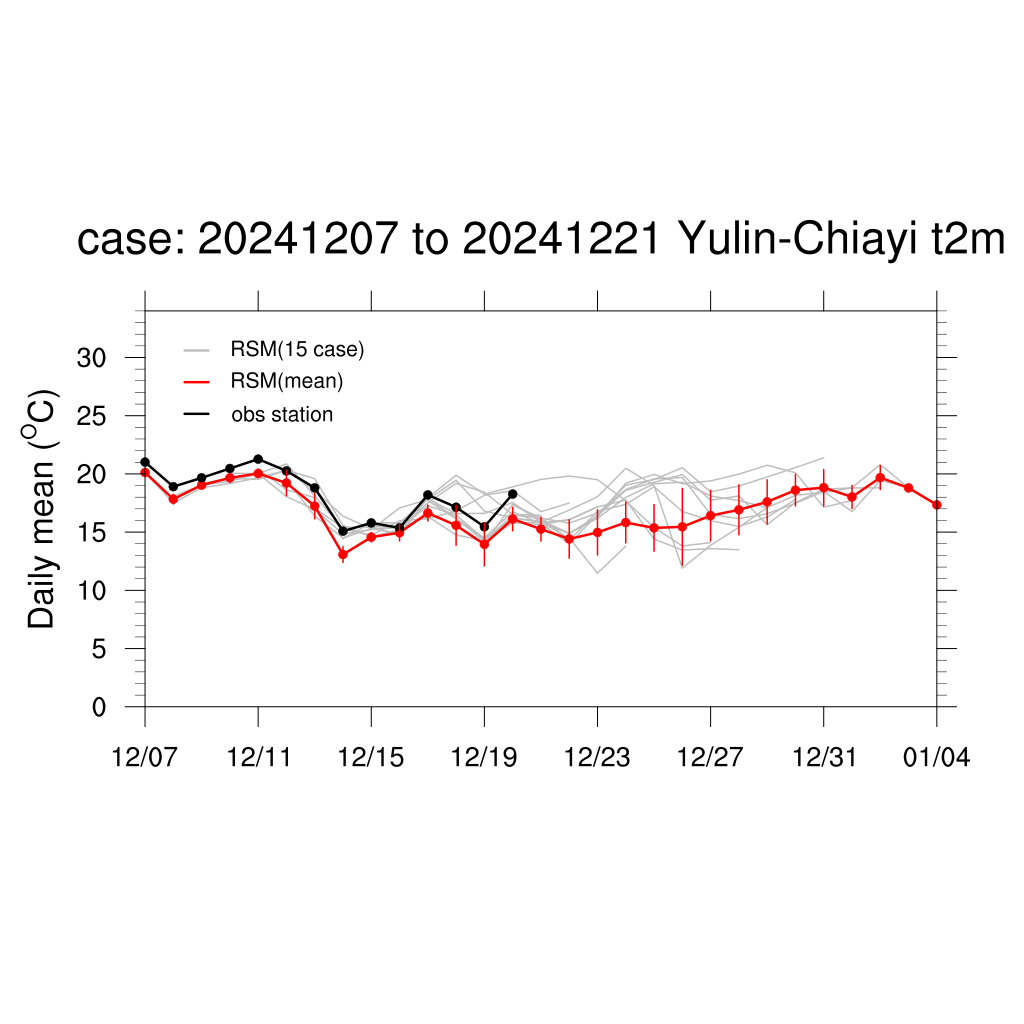 case: 20241207 to 20241221 Yulin-Chiayi t2m
Daily mean (°C)
30
25
20
15
10
5
0
RSM(15 case)
RSM(mean)
obs station
12/07 12/11 12/15 12/19 12/23 12/27 12/31 01/04